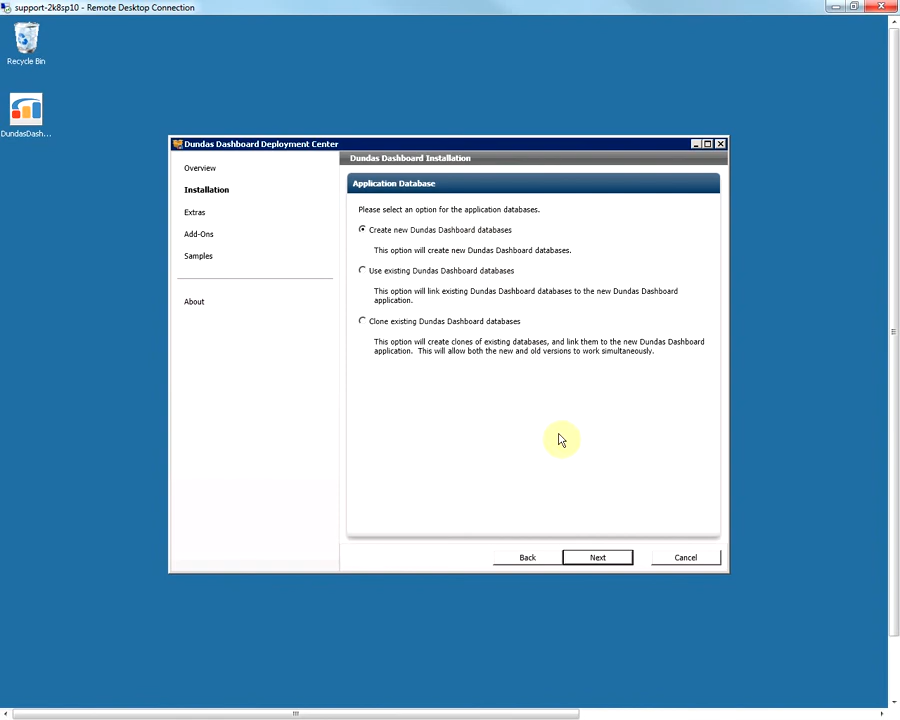 support-2k8sp10 - Remote Desktop Connection
Recycle Bin
DundasDash...
Dundas Dashboard Deployment Center
Overview
Installation
Extras
Add-Ons
Samples
About
Dundas Dashboard Installation
Application Database
Please select an option for the application databases.
Create new Dundas Dashboard databases
This option will create new Dundas Dashboard databases.
Use existing Dundas Dashboard databases
This option will link existing Dundas Dashboard databases to the new Dundas Dashboard
application.
Clone existing Dundas Dashboard databases
This option will create clones of existing databases, and link them to the new Dundas Dashboard
application. This will allow both the new and old versions to work simultaneously.
Back
Next
Cancel